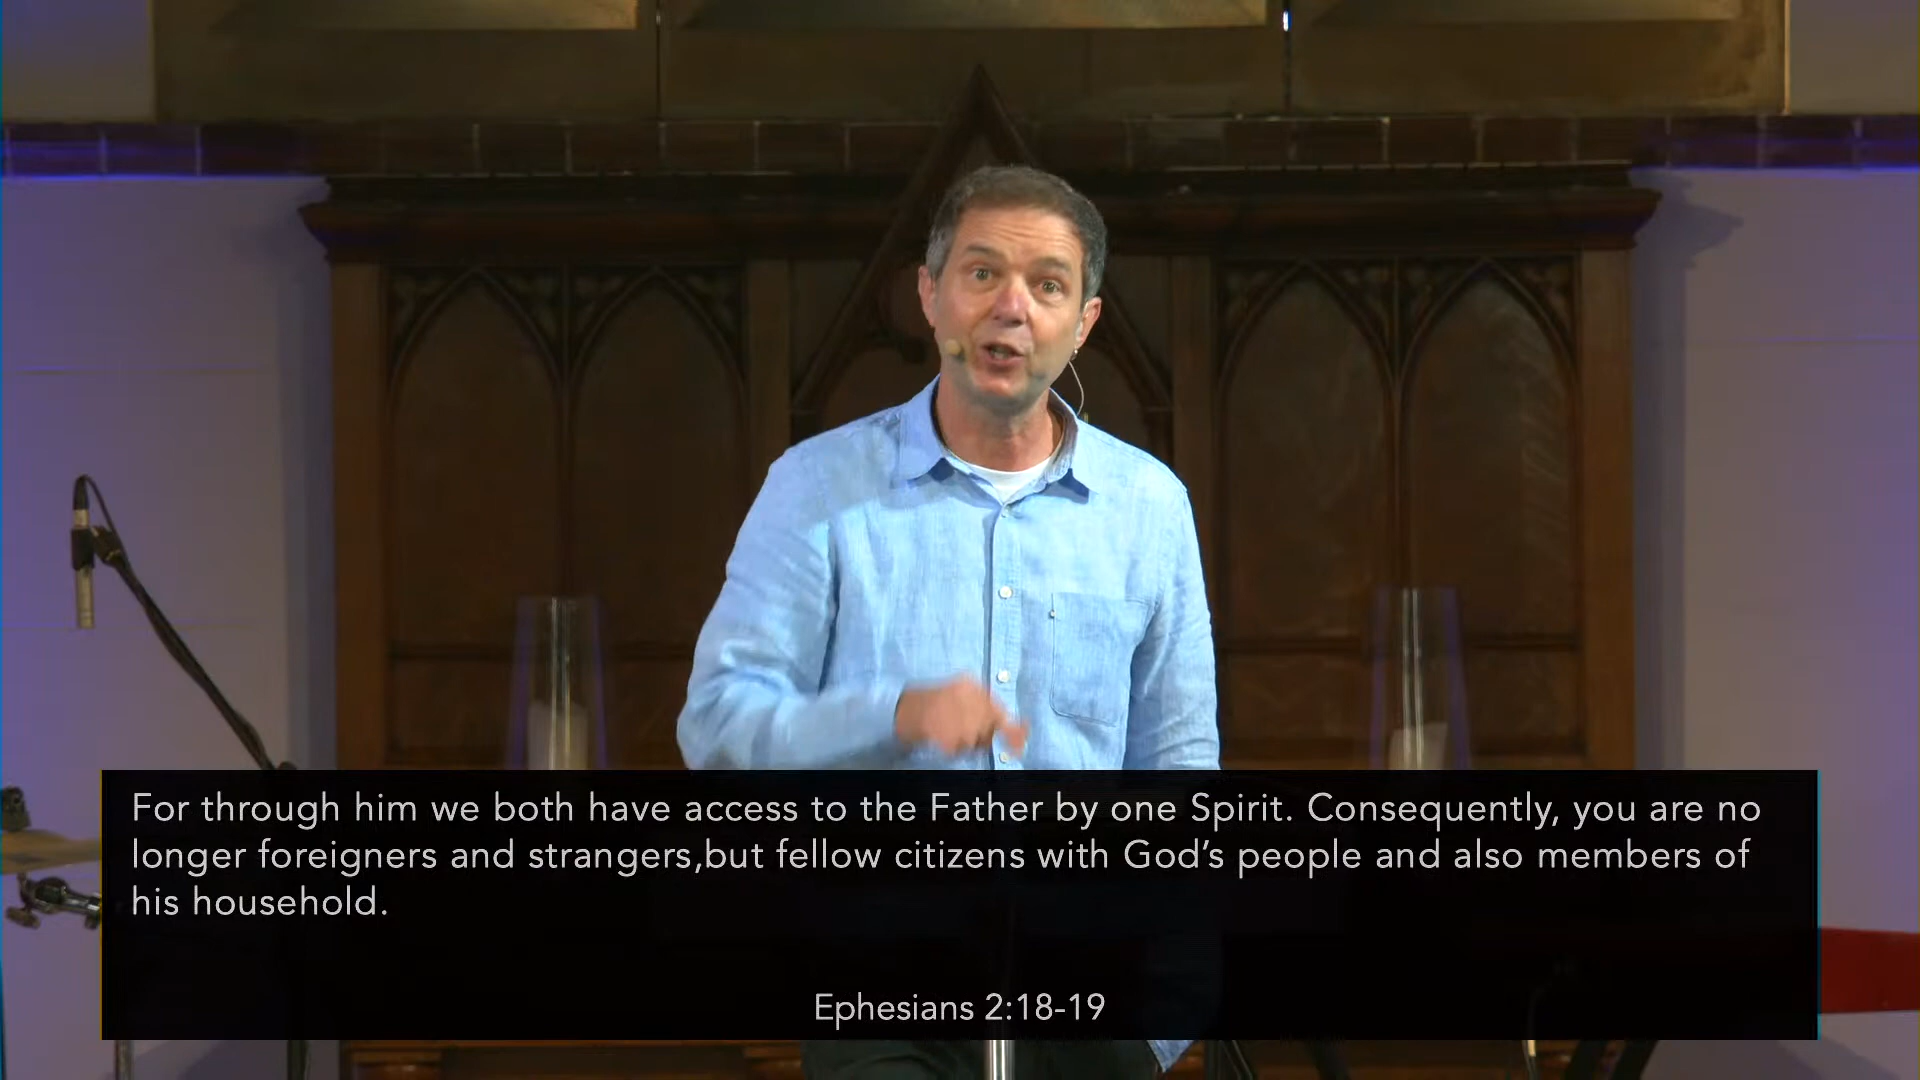 For through him we both have access to the Father by one Spirit. Consequently, you are no
longer foreigners and strangers,but fellow citizens with God’s people and also members of
his household.
Ephesians 2:18-19